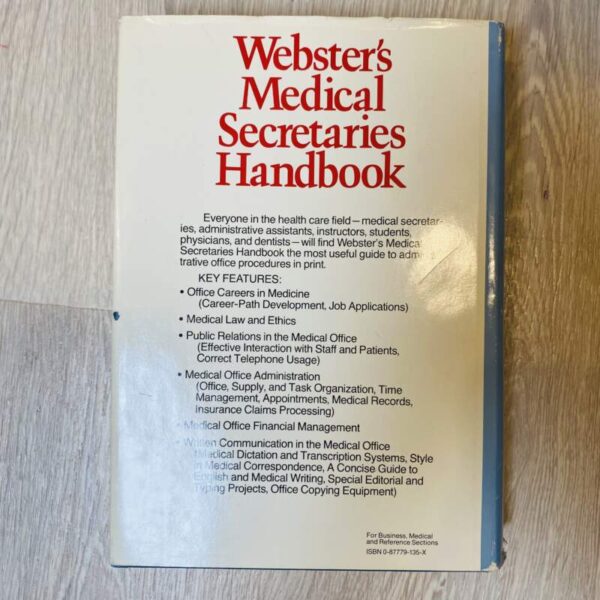 Webster's
Medical
Secretaries
Handbook
Everyone in the health care field—medical secretar-
ies, administrative assistants, instructors, students,
physicians, and dentists—will find Webster's Medical
Secretaries Handbook the most useful guide to adminis-
trative office procedures in print.
KEY FEATURES:
• Office Careers in Medicine
(Career-Path Development, Job Applications)
• Medical Law and Ethics
• Public Relations in the Medical Office
(Effective Interaction with Staff and Patients,
Correct Telephone Usage)
• Medical Office Administration
(Office, Supply, and Task Organization, Time
Management, Appointments, Medical Records,
Insurance Claims Processing)
• Medical Office Financial Management
• Written Communication in the Medical Office
(Medical Dictation and Transcription Systems, Style
in Medical Correspondence, A Concise Guide to
English and Medical Writing, Special Editorial and
Typing Projects, Office Copying Equipment)
For Business, Medical
and Reference Sections
ISBN 0-87779-135-X